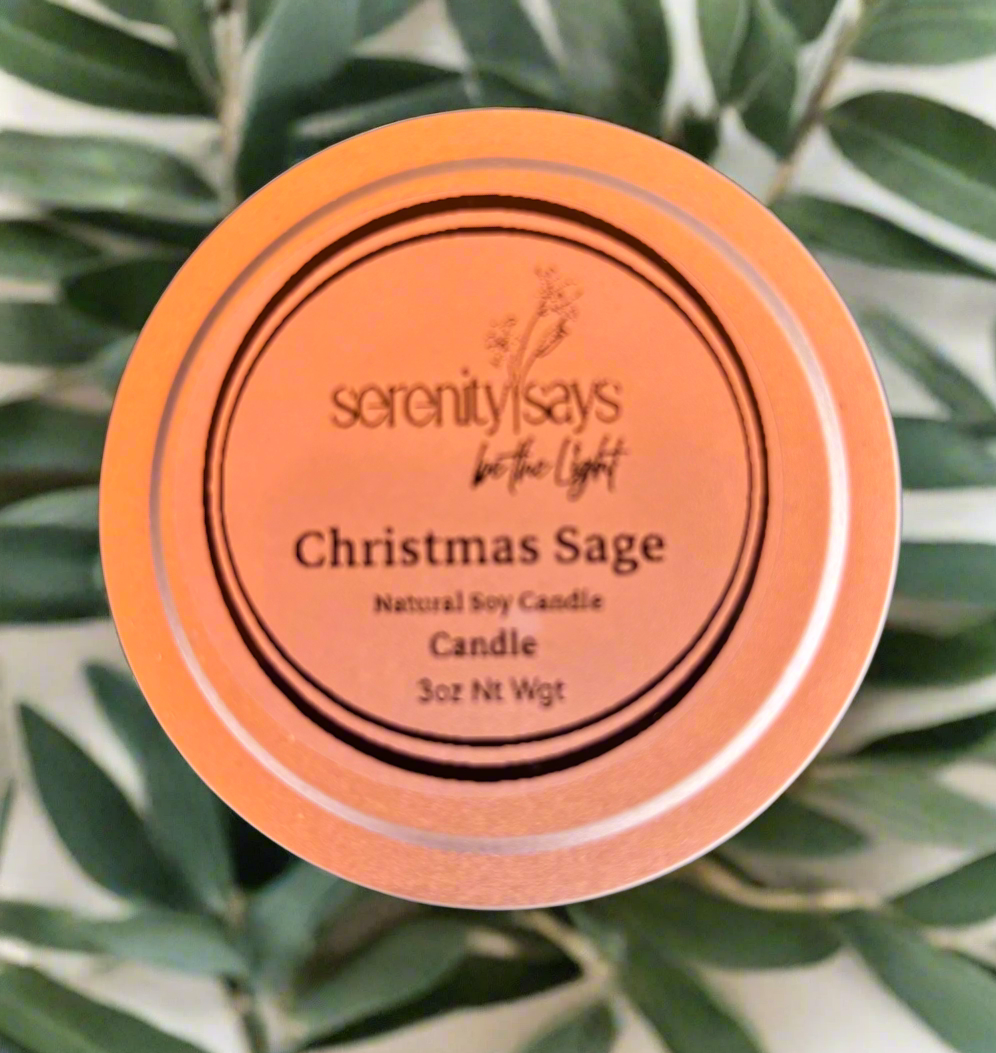 serenity says
be the Light
Christmas Sage
Natural Soy Candle
Candle
3oz Nt Wgt